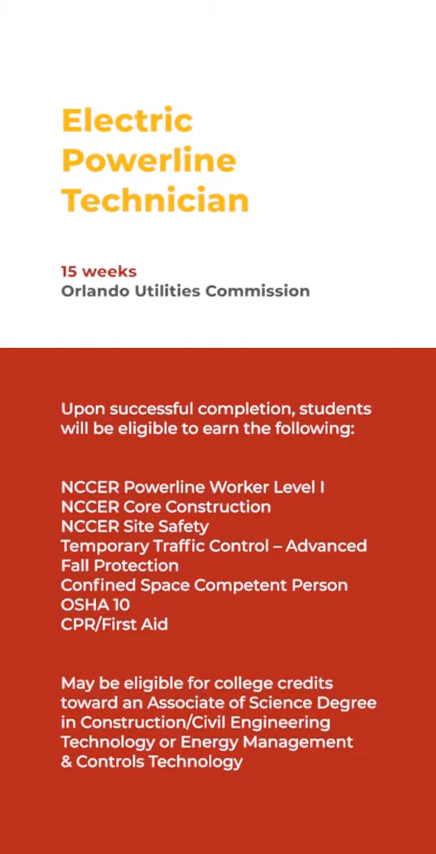 Electric
Powerline
Technician
15 weeks
Orlando Utilities Commission
Upon successful completion, students
will be eligible to earn the following:
NCCER Powerline Worker Level I
NCCER Core Construction
NCCER Site Safety
Temporary Traffic Control – Advanced
Fall Protection
Confined Space Competent Person
OSHA 10
CPR/First Aid
May be eligible for college credits
toward an Associate of Science Degree
in Construction/Civil Engineering
Technology or Energy Management
& Controls Technology